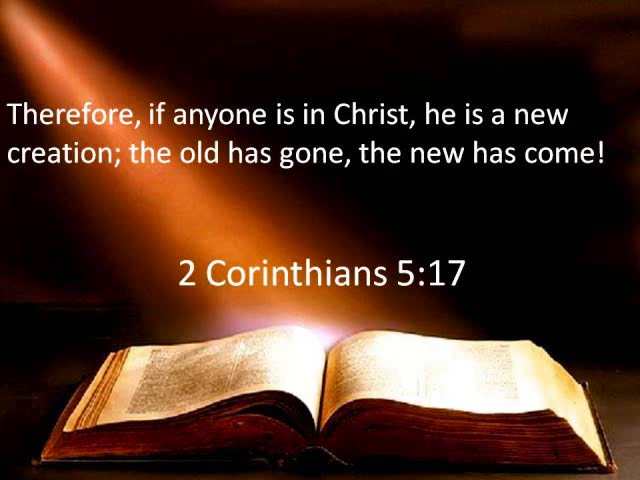 Therefore, if anyone is in Christ, he is a new
creation; the old has gone, the new has come!
2 Corinthians 5:17